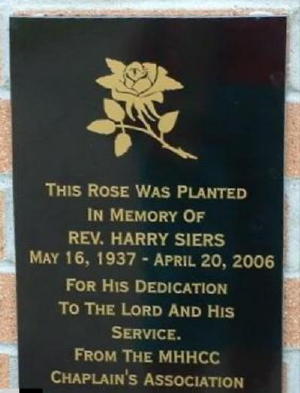 THIS ROSE WAS PLANTED
IN MEMORY OF
REV. HARRY SIERS
MAY 16, 1937 - APRIL 20, 2006
FOR HIS DEDICATION
TO THE LORD AND HIS
SERVICE.
FROM THE MHHCC
CHAPLAIN'S ASSOCIATION